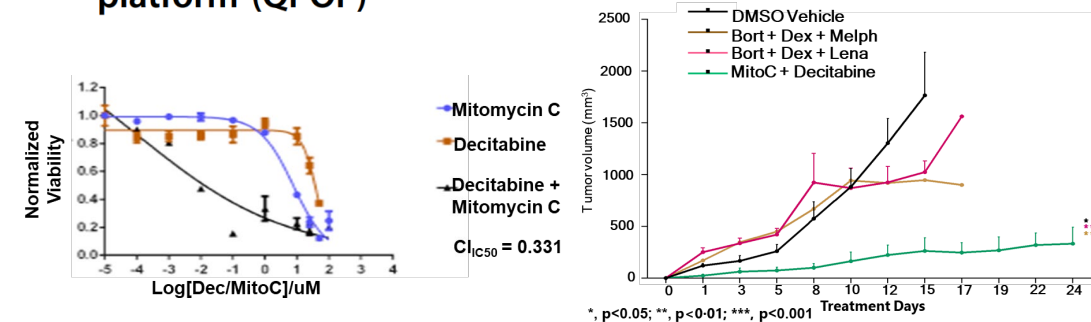 platform (QPOP)
Normalized
Viability
1.2
1.0
0.8
0.6
0.4
0.2
0.0
-5 -4 -3 -2 -1 0 1 2 3 4
Log[Dec/MitoC]/uM
Mitomycin C
Decitabine
Decitabine +
Mitomycin C
CI_IC50 = 0.331
Tumor volume (mm³)
2500
2000
1500
1000
500
0
DMSO Vehicle
Bort + Dex + Melph
Bort + Dex + Lena
MitoC + Decitabine
0 1 3 5 8 10 12 15 17 19 22 24
Treatment Days
*, p<0.05; **, p<0·01; ***, p<0.001